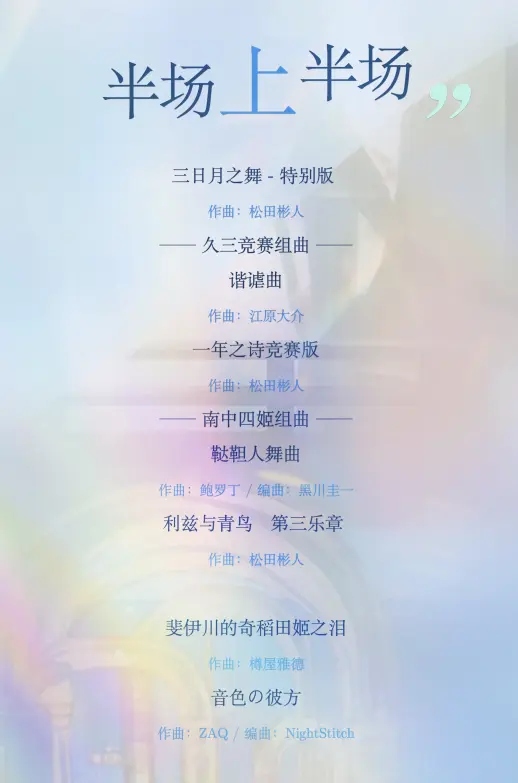 半场上半场”
三日月之舞 - 特别版
作曲：松田彬人
—— 久三竞赛组曲 ——
谐谑曲
作曲：江原大介
一年之诗竞赛版
作曲：松田彬人
—— 南中四姬组曲 ——
鞑靼人舞曲
作曲：鲍罗丁 / 编曲：黑川圭一
利兹与青鸟　第三乐章
作曲：松田彬人
斐伊川的奇稻田姬之泪
作曲：樽屋雅德
音色の彼方
作曲：ZAQ / 编曲：NightStitch